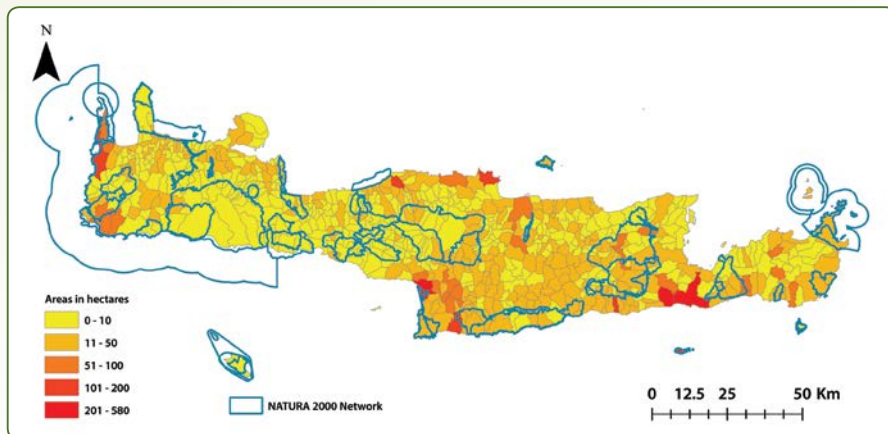 N
Areas in hectares
0 - 10
11 - 50
51 - 100
101 - 200
201 - 580
NATURA 2000 Network
0 12.5 25 50 Km